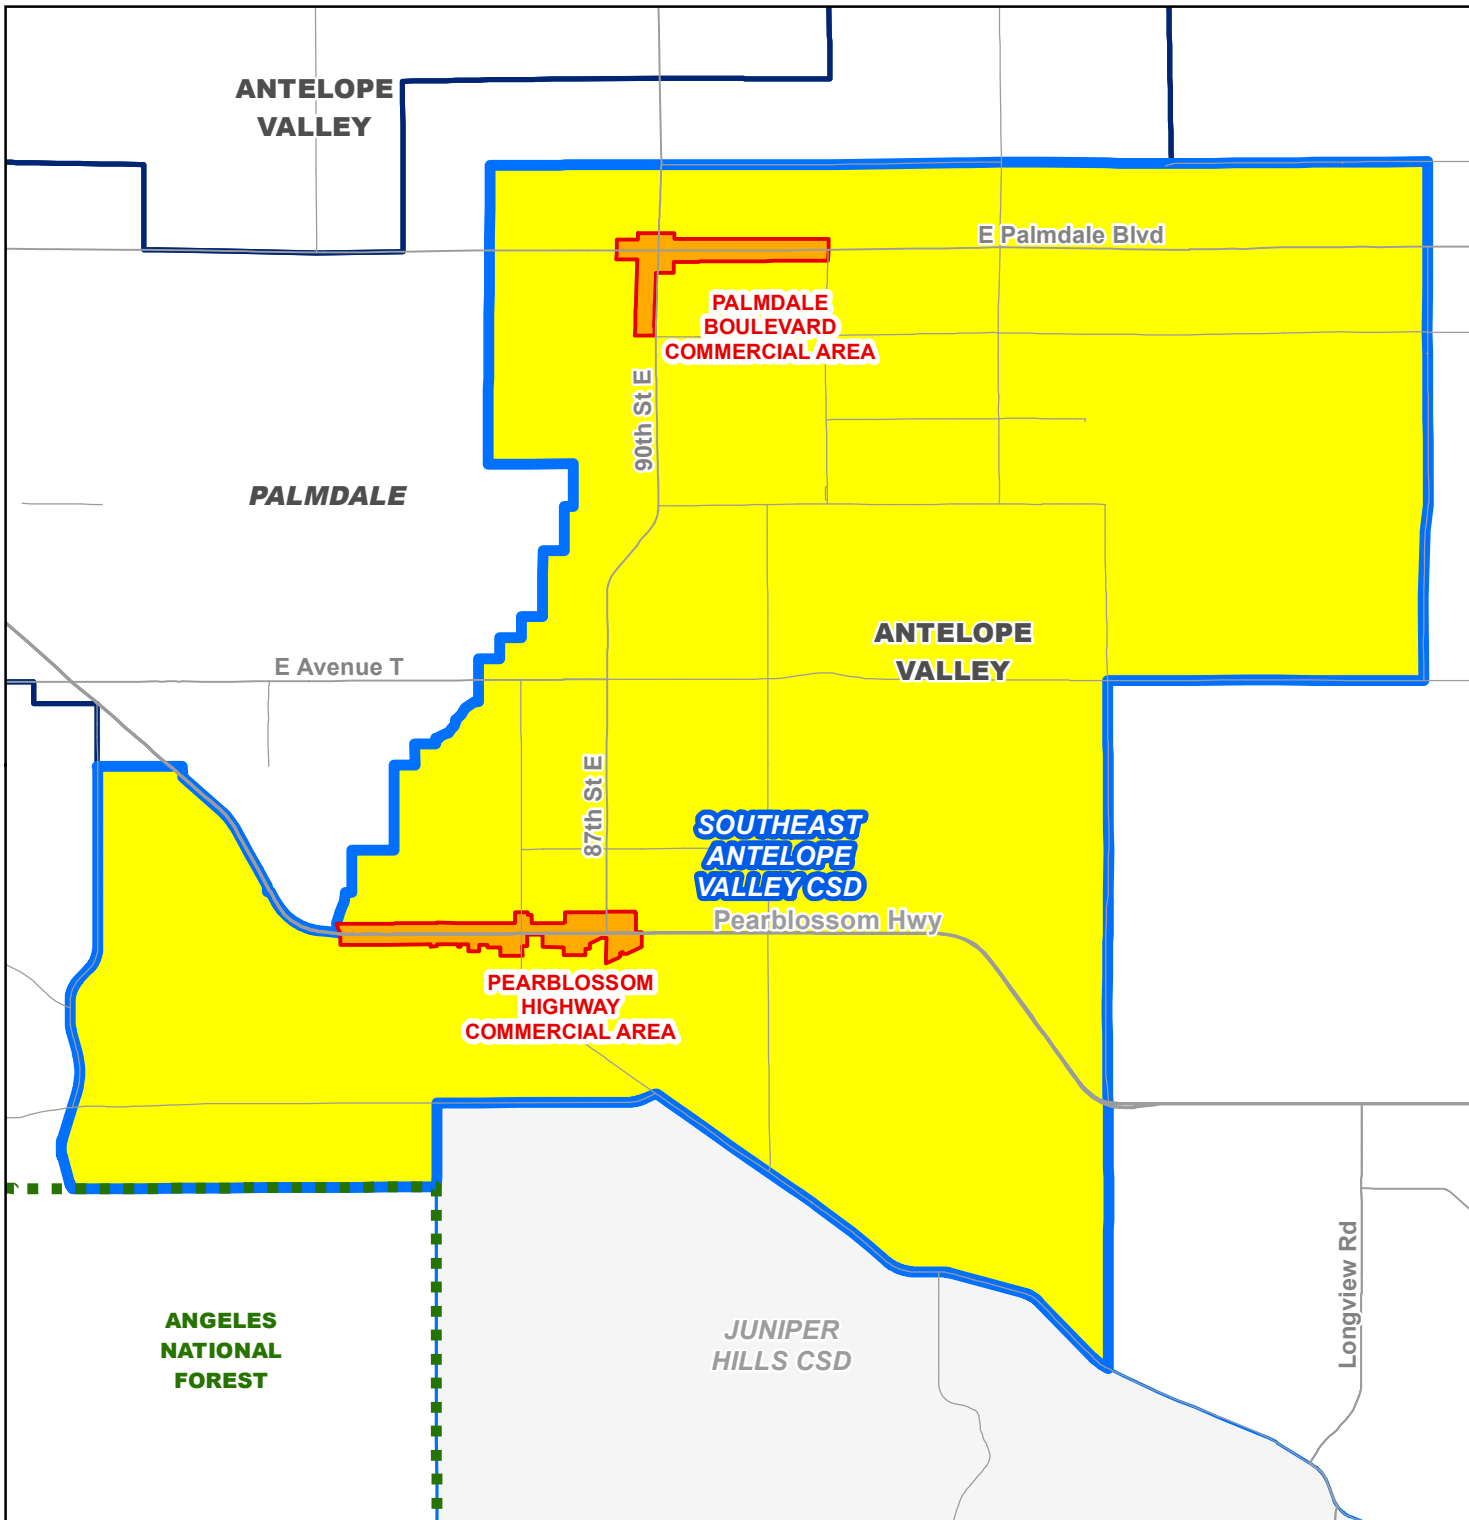 ANTELOPE
VALLEY
E Palmdale Blvd
PALMDALE
BOULEVARD
COMMERCIAL AREA
90th St E
PALMDALE
ANTELOPE
VALLEY
E Avenue T
87th St E
SOUTHEAST
ANTELOPE
VALLEY CSD
Pearblossom Hwy
PEARBLOSSOM
HIGHWAY
COMMERCIAL AREA
Longview Rd
ANGELES
NATIONAL
FOREST
JUNIPER
HILLS CSD